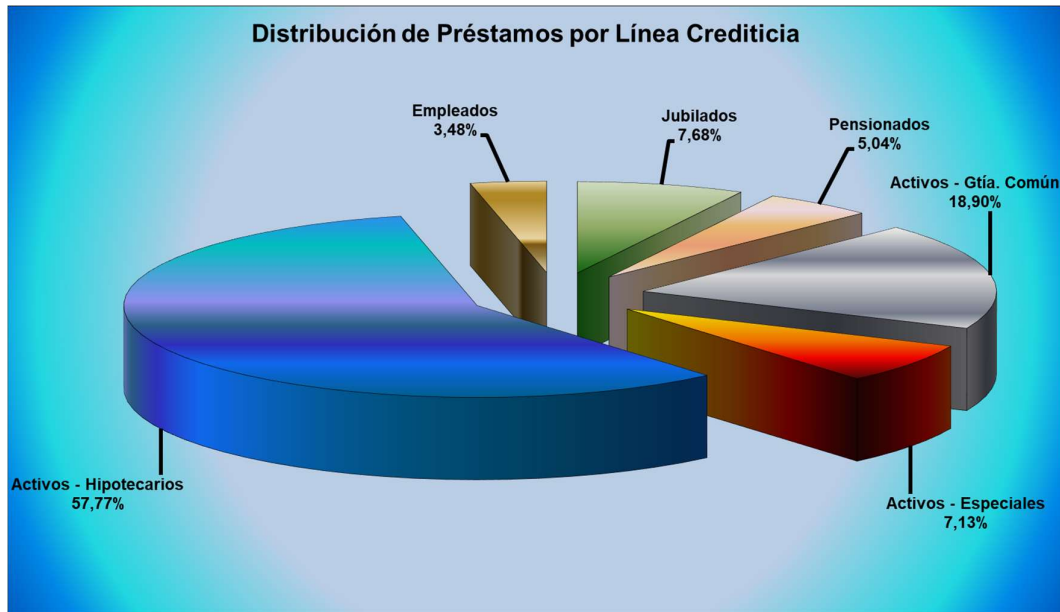 Distribución de Préstamos por Línea Crediticia
Empleados
3,48%
Jubilados
7,68%
Pensionados
5,04%
Activos - Gtía. Común
18,90%
Activos - Hipotecarios
57,77%
Activos - Especiales
7,13%